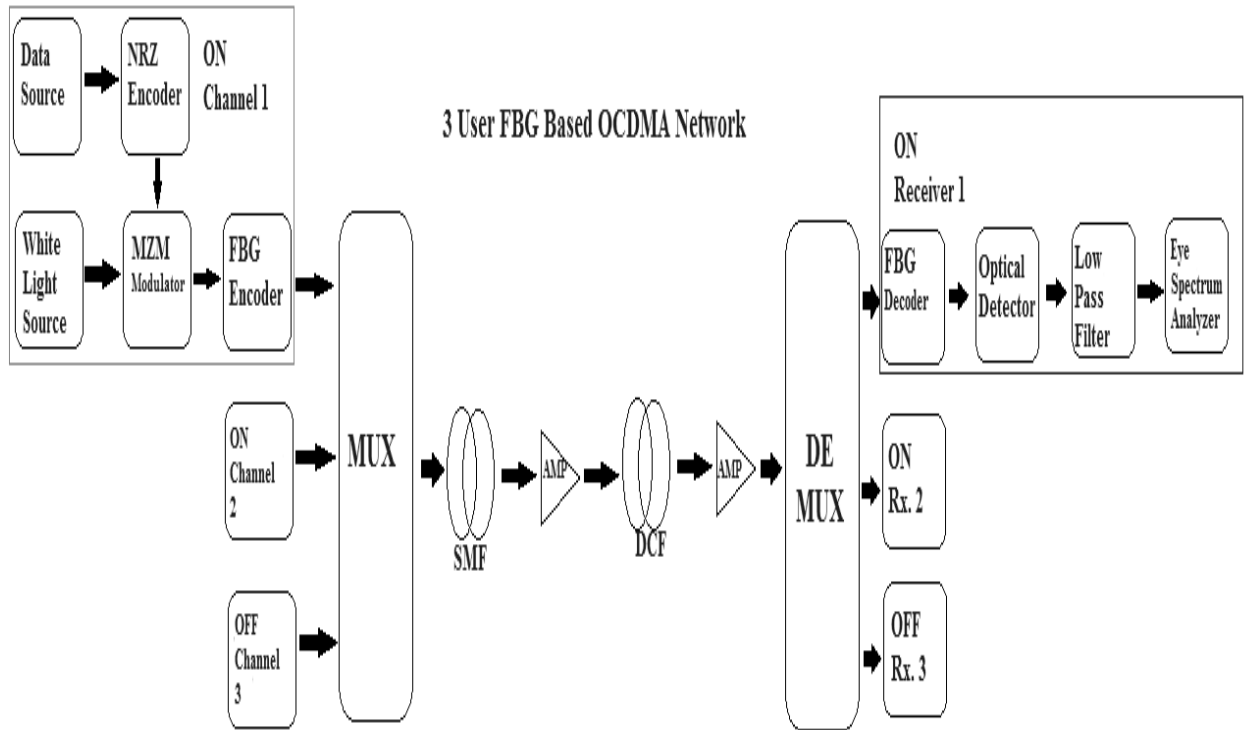 Data
Source
NRZ
Encoder
ON
Channel 1
White
Light
Source
MZM
Modulator
FBG
Encoder
3 User FBG Based OCDMA Network
ON
Channel
2
OFF
Channel
3
MUX
SMF
AMP
DCF
AMP
DE
MUX
ON
Receiver 1
FBG
Decoder
Optical
Detector
Low
Pass
Filter
Eye
Spectrum
Analyzer
ON
Rx. 2
OFF
Rx. 3